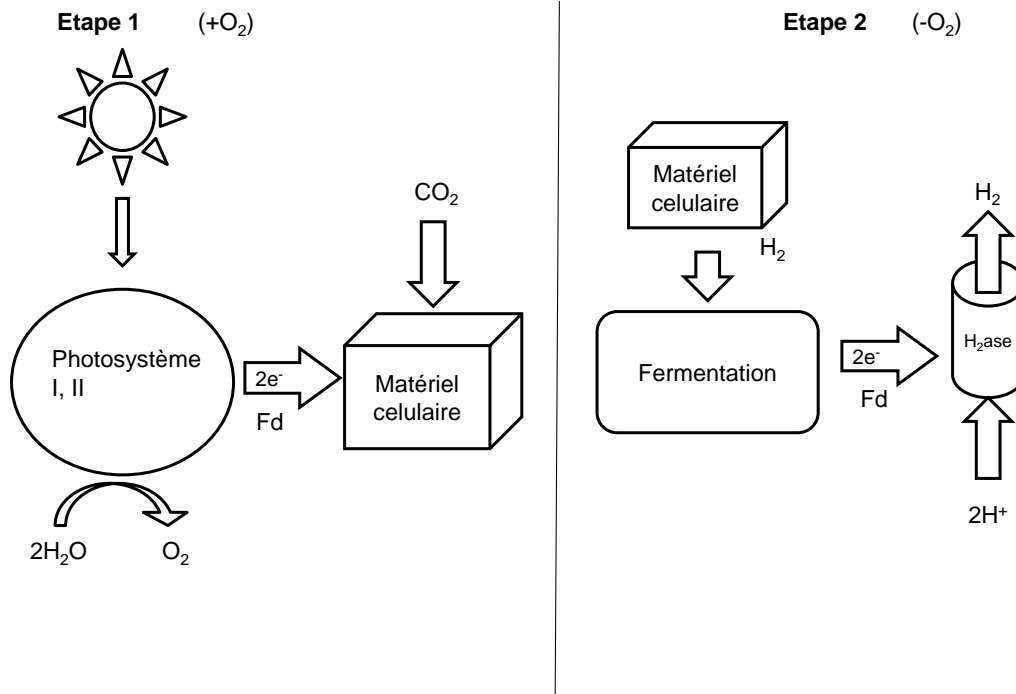 Etape 1 (+O₂)
CO₂
Photosystème
I, II
2e⁻
Fd
Matériel
celulaire
2H₂O
O₂
Etape 2 (-O₂)
Matériel
celulaire
H₂
Fermentation
2e⁻
Fd
H₂
H₂ase
2H⁺